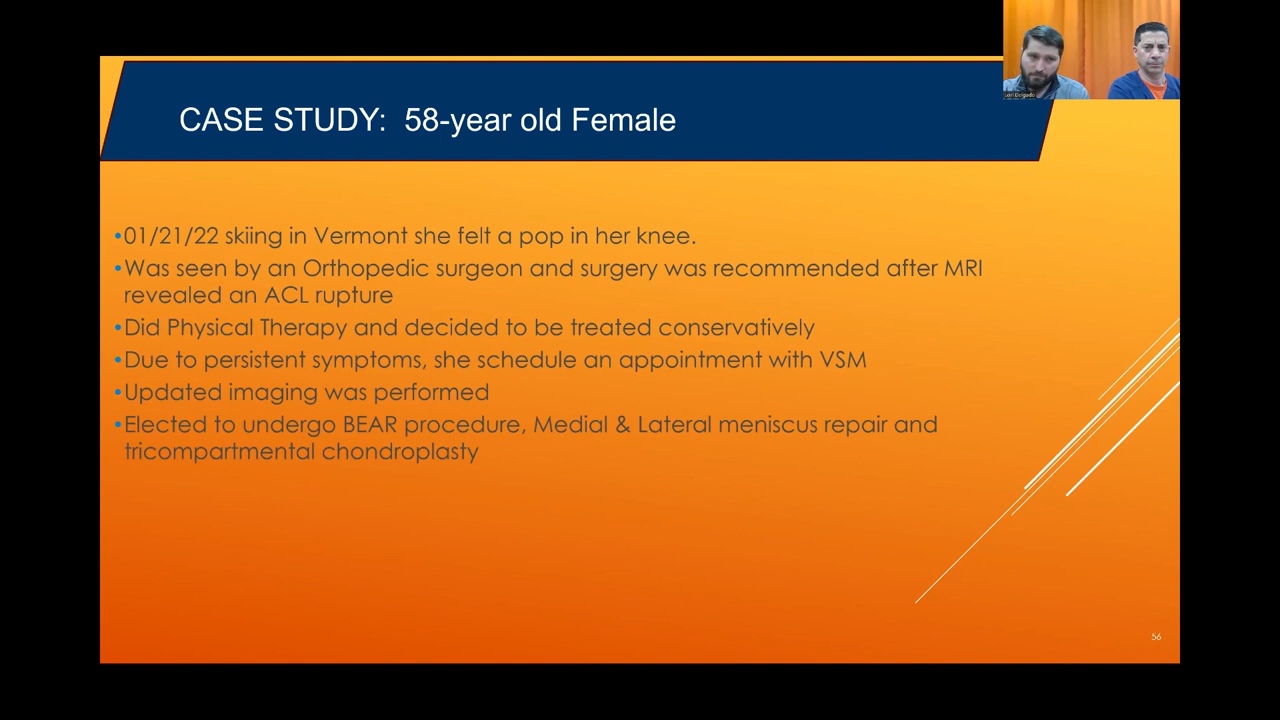 CASE STUDY:  58-year old Female
•01/21/22 skiing in Vermont she felt a pop in her knee.
•Was seen by an Orthopedic surgeon and surgery was recommended after MRI
revealed an ACL rupture
•Did Physical Therapy and decided to be treated conservatively
•Due to persistent symptoms, she schedule an appointment with VSM
•Updated imaging was performed
•Elected to undergo BEAR procedure, Medial & Lateral meniscus repair and
tricompartmental chondroplasty
56